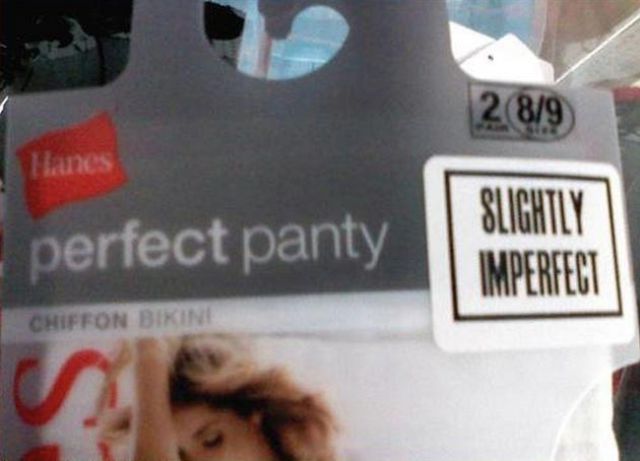 2 8/9
PAIR SIZE
Hanes
SLIGHTLY
IMPERFECT
perfect panty
CHIFFON BIKINI